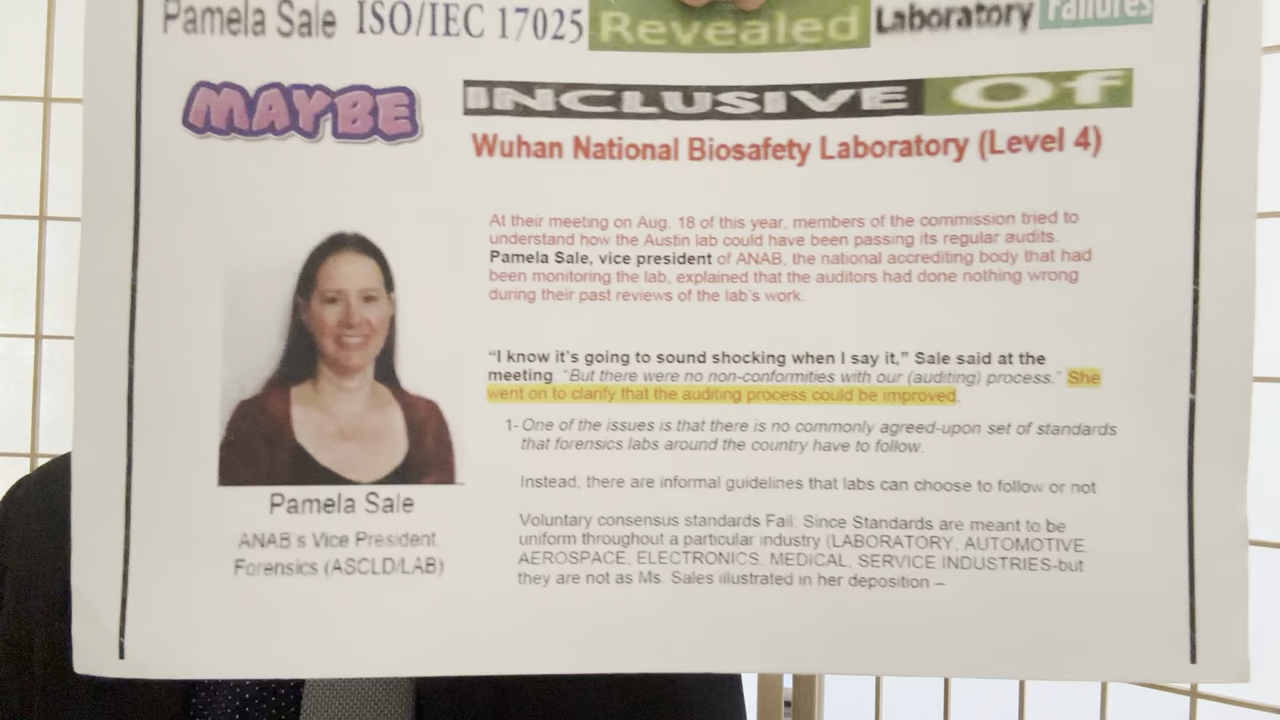 Pamela Sale ISO/IEC 17025 Revealed Laboratory Failures
MAYBE
INCLUSIVE Of
Wuhan National Biosafety Laboratory (Level 4)
At their meeting on Aug. 18 of this year, members of the commission tried to
understand how the Austin lab could have been passing its regular audits.
Pamela Sale, vice president of ANAB, the national accrediting body that had
been monitoring the lab, explained that the auditors had done nothing wrong
during their past reviews of the lab's work.
“I know it's going to sound shocking when I say it,” Sale said at the
meeting. “But there were no non-conformities with our (auditing) process.” She
went on to clarify that the auditing process could be improved.
1- One of the issues is that there is no commonly agreed-upon set of standards
that forensics labs around the country have to follow.
Instead, there are informal guidelines that labs can choose to follow or not
Voluntary consensus standards Fail: Since Standards are meant to be
uniform throughout a particular industry (LABORATORY, AUTOMOTIVE,
AEROSPACE, ELECTRONICS, MEDICAL, SERVICE INDUSTRIES-but
they are not as Ms. Sales illustrated in her deposition –
Pamela Sale
ANAB's Vice President,
Forensics (ASCLD/LAB)